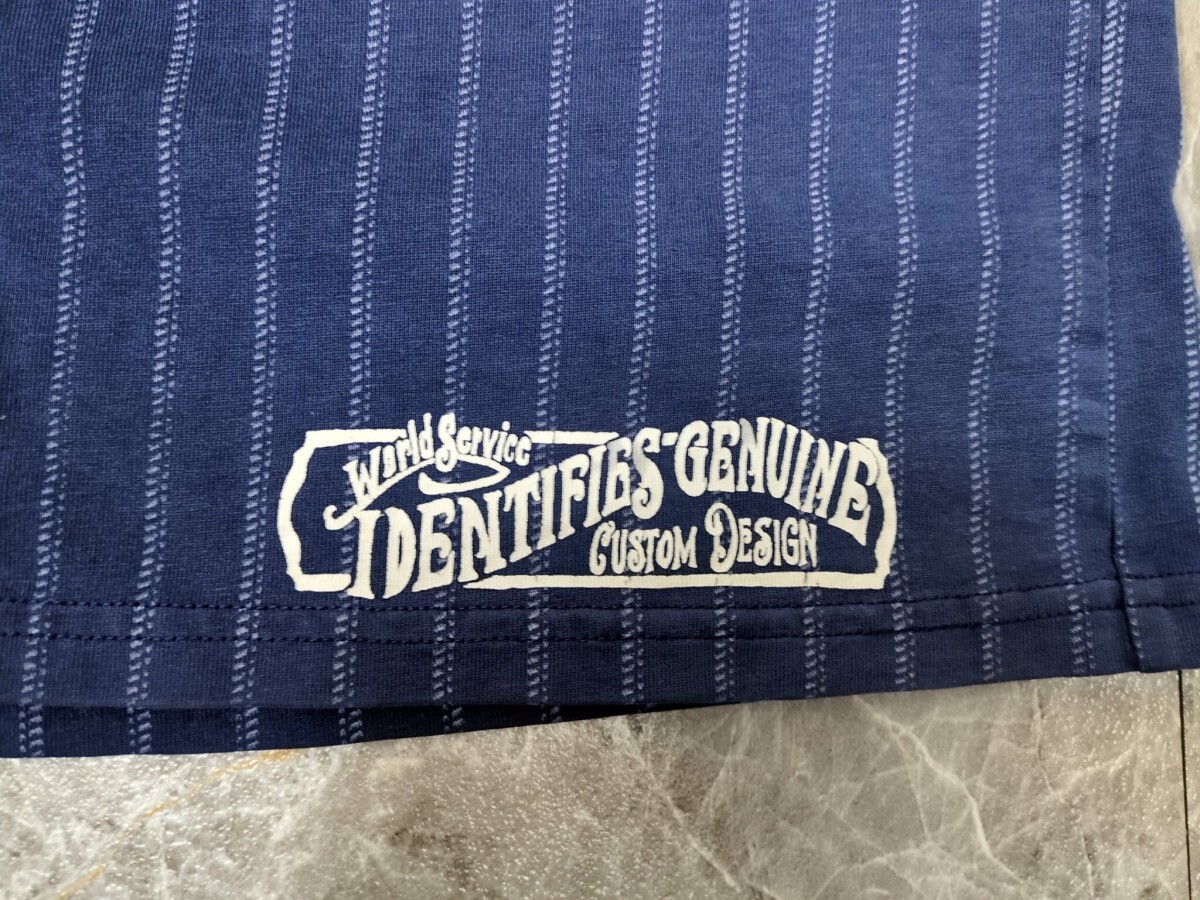 World Service
IDENTIFIES-GENUINE
CUSTOM DESIGN